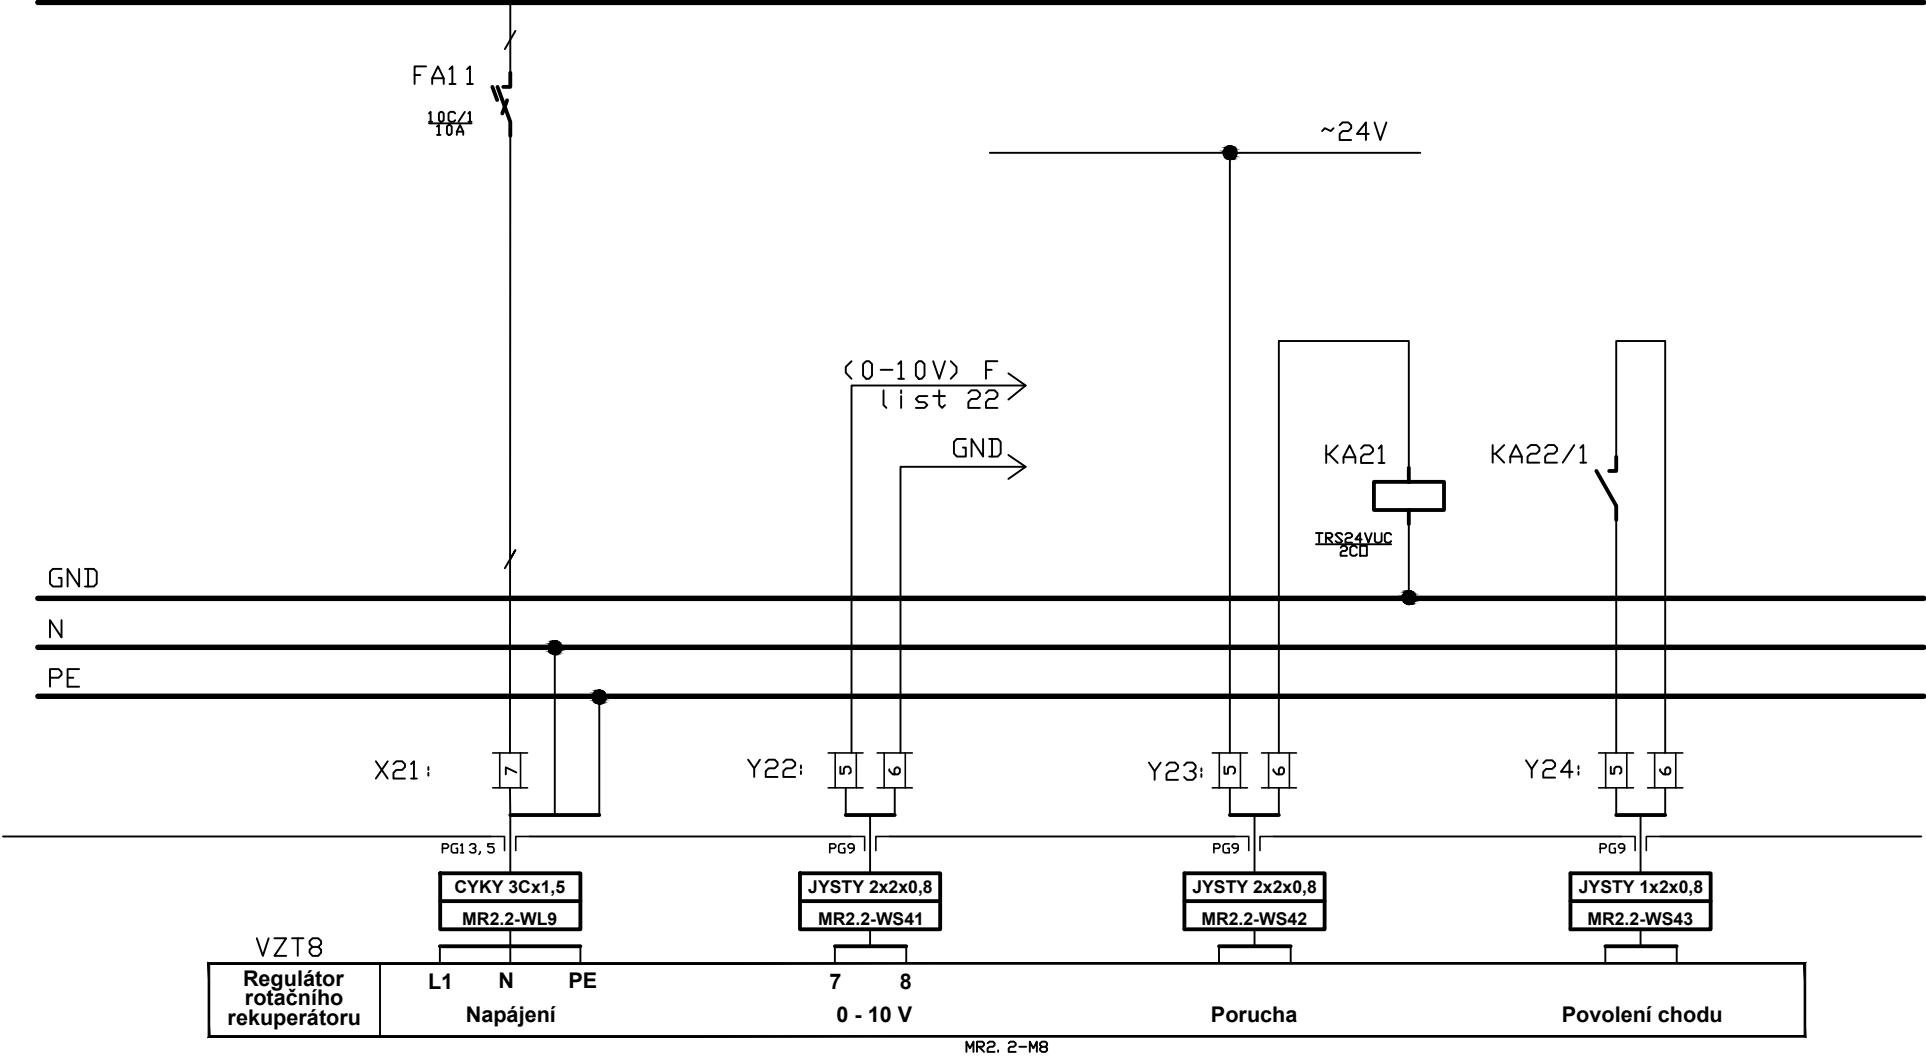 FA11
10C/1
10A
~24V
(0-10V) F
list 22
GND
KA21
KA22/1
TRS24VUC
2CO
GND
N
PE
X21: 7
Y22: 5 6
Y23: 5 6
Y24: 5 6
PG13,5
PG9
PG9
PG9
CYKY 3Cx1,5
MR2.2-WL9
JYSTY 2x2x0,8
MR2.2-WS41
JYSTY 2x2x0,8
MR2.2-WS42
JYSTY 1x2x0,8
MR2.2-WS43
VZT8
Regulátor
rotačního
rekuperátoru
L1 N PE
Napájení
7 8
0 - 10 V
Porucha
Povolení chodu
MR2.2-M8